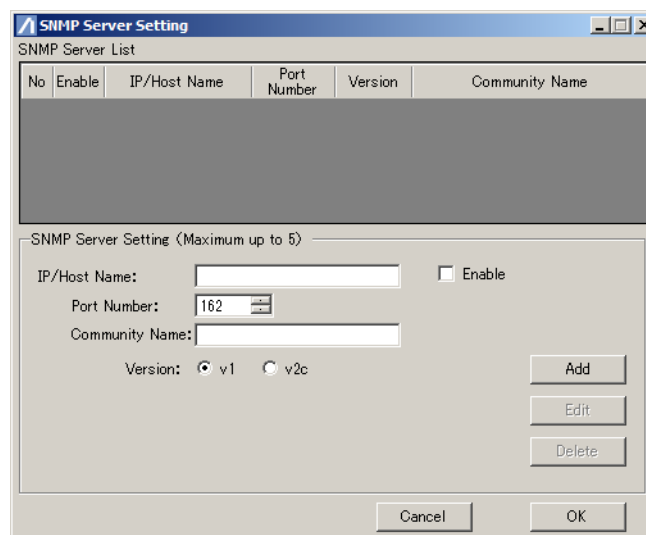 SNMP Server Setting
SNMP Server List
No Enable IP/Host Name Port Number Version Community Name
SNMP Server Setting (Maximum up to 5)
IP/Host Name: Enable
Port Number: 162
Community Name:
Version: v1 v2c
Add
Edit
Delete
Cancel OK